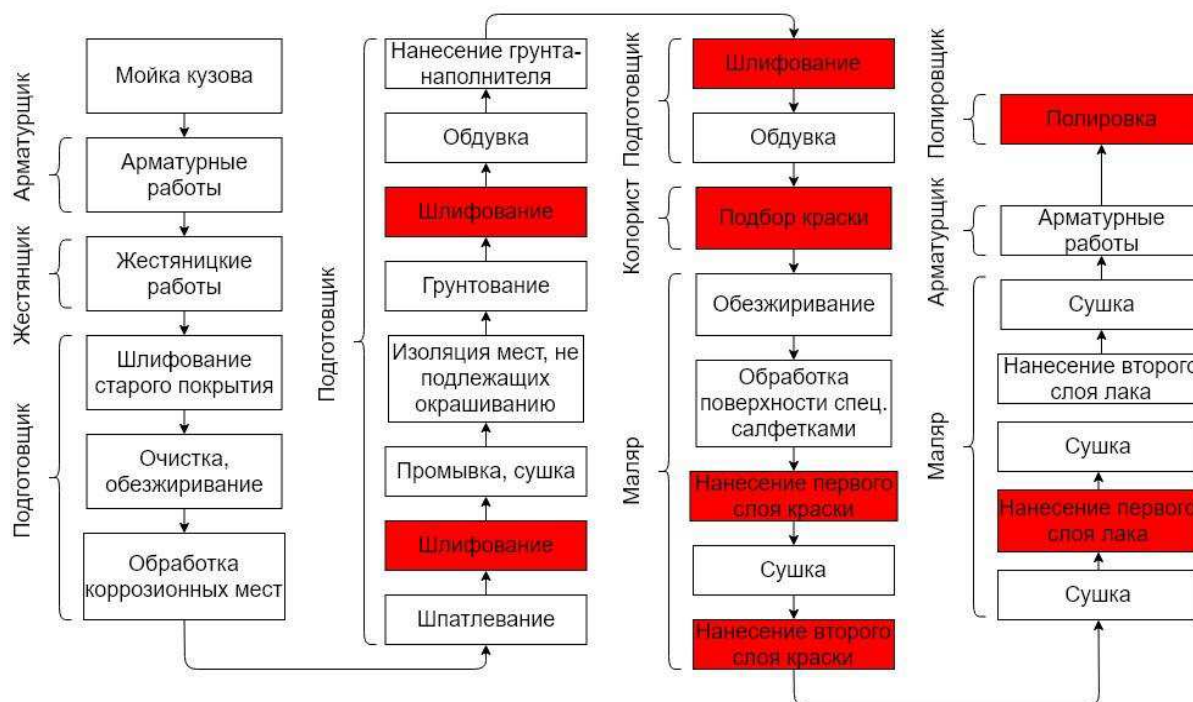 Мойка кузова
Арматурщик
Арматурные
работы
Жестянщик
Жестяницкие
работы
Подготовщик
Шлифование
старого покрытия
Очистка,
обезжиривание
Обработка
коррозионных мест
Подготовщик
Шпатлевание
Шлифование
Промывка, сушка
Изоляция мест, не
подлежащих
окрашиванию
Грунтование
Шлифование
Обдувка
Нанесение грунта-
наполнителя
Подготовщик
Шлифование
Обдувка
Колорист
Подбор краски
Маляр
Обезжиривание
Обработка
поверхности спец.
салфетками
Нанесение первого
слоя краски
Сушка
Нанесение второго
слоя краски
Маляр
Сушка
Нанесение первого
слоя лака
Сушка
Нанесение второго
слоя лака
Сушка
Арматурщик
Арматурные
работы
Полировщик
Полировка